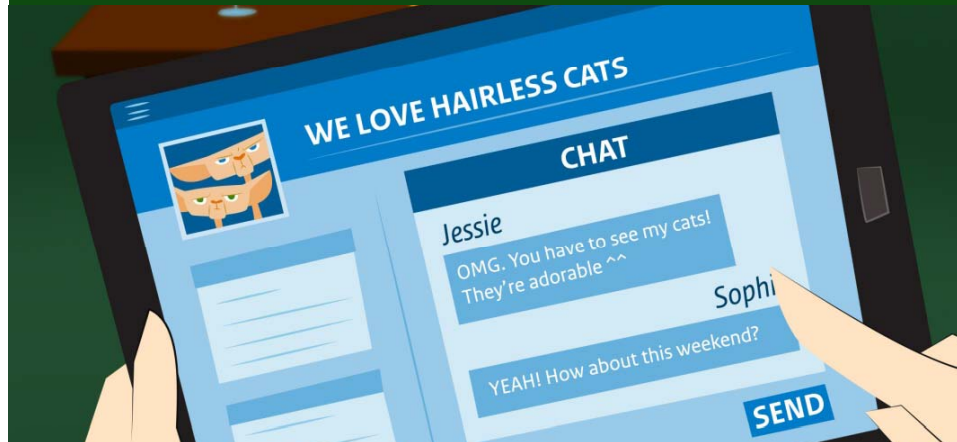 WE LOVE HAIRLESS CATS
CHAT
Jessie
OMG. You have to see my cats!
They're adorable ^^
Sophi
YEAH! How about this weekend?
SEND